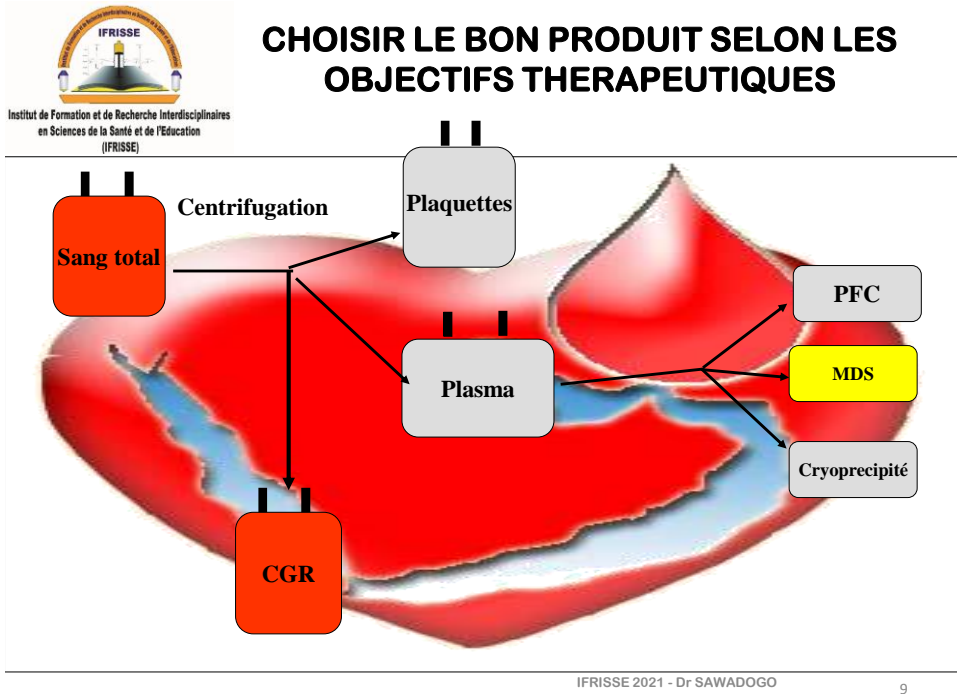 IFRISSE
Institut de Formation et de Recherche Interdisciplinaires
en Sciences de la Santé et de l'Education
(IFRISSE)
CHOISIR LE BON PRODUIT SELON LES
OBJECTIFS THERAPEUTIQUES
Sang total
Centrifugation
Plaquettes
Plasma
PFC
MDS
Cryoprecipité
CGR
IFRISSE 2021 - Dr SAWADOGO
9